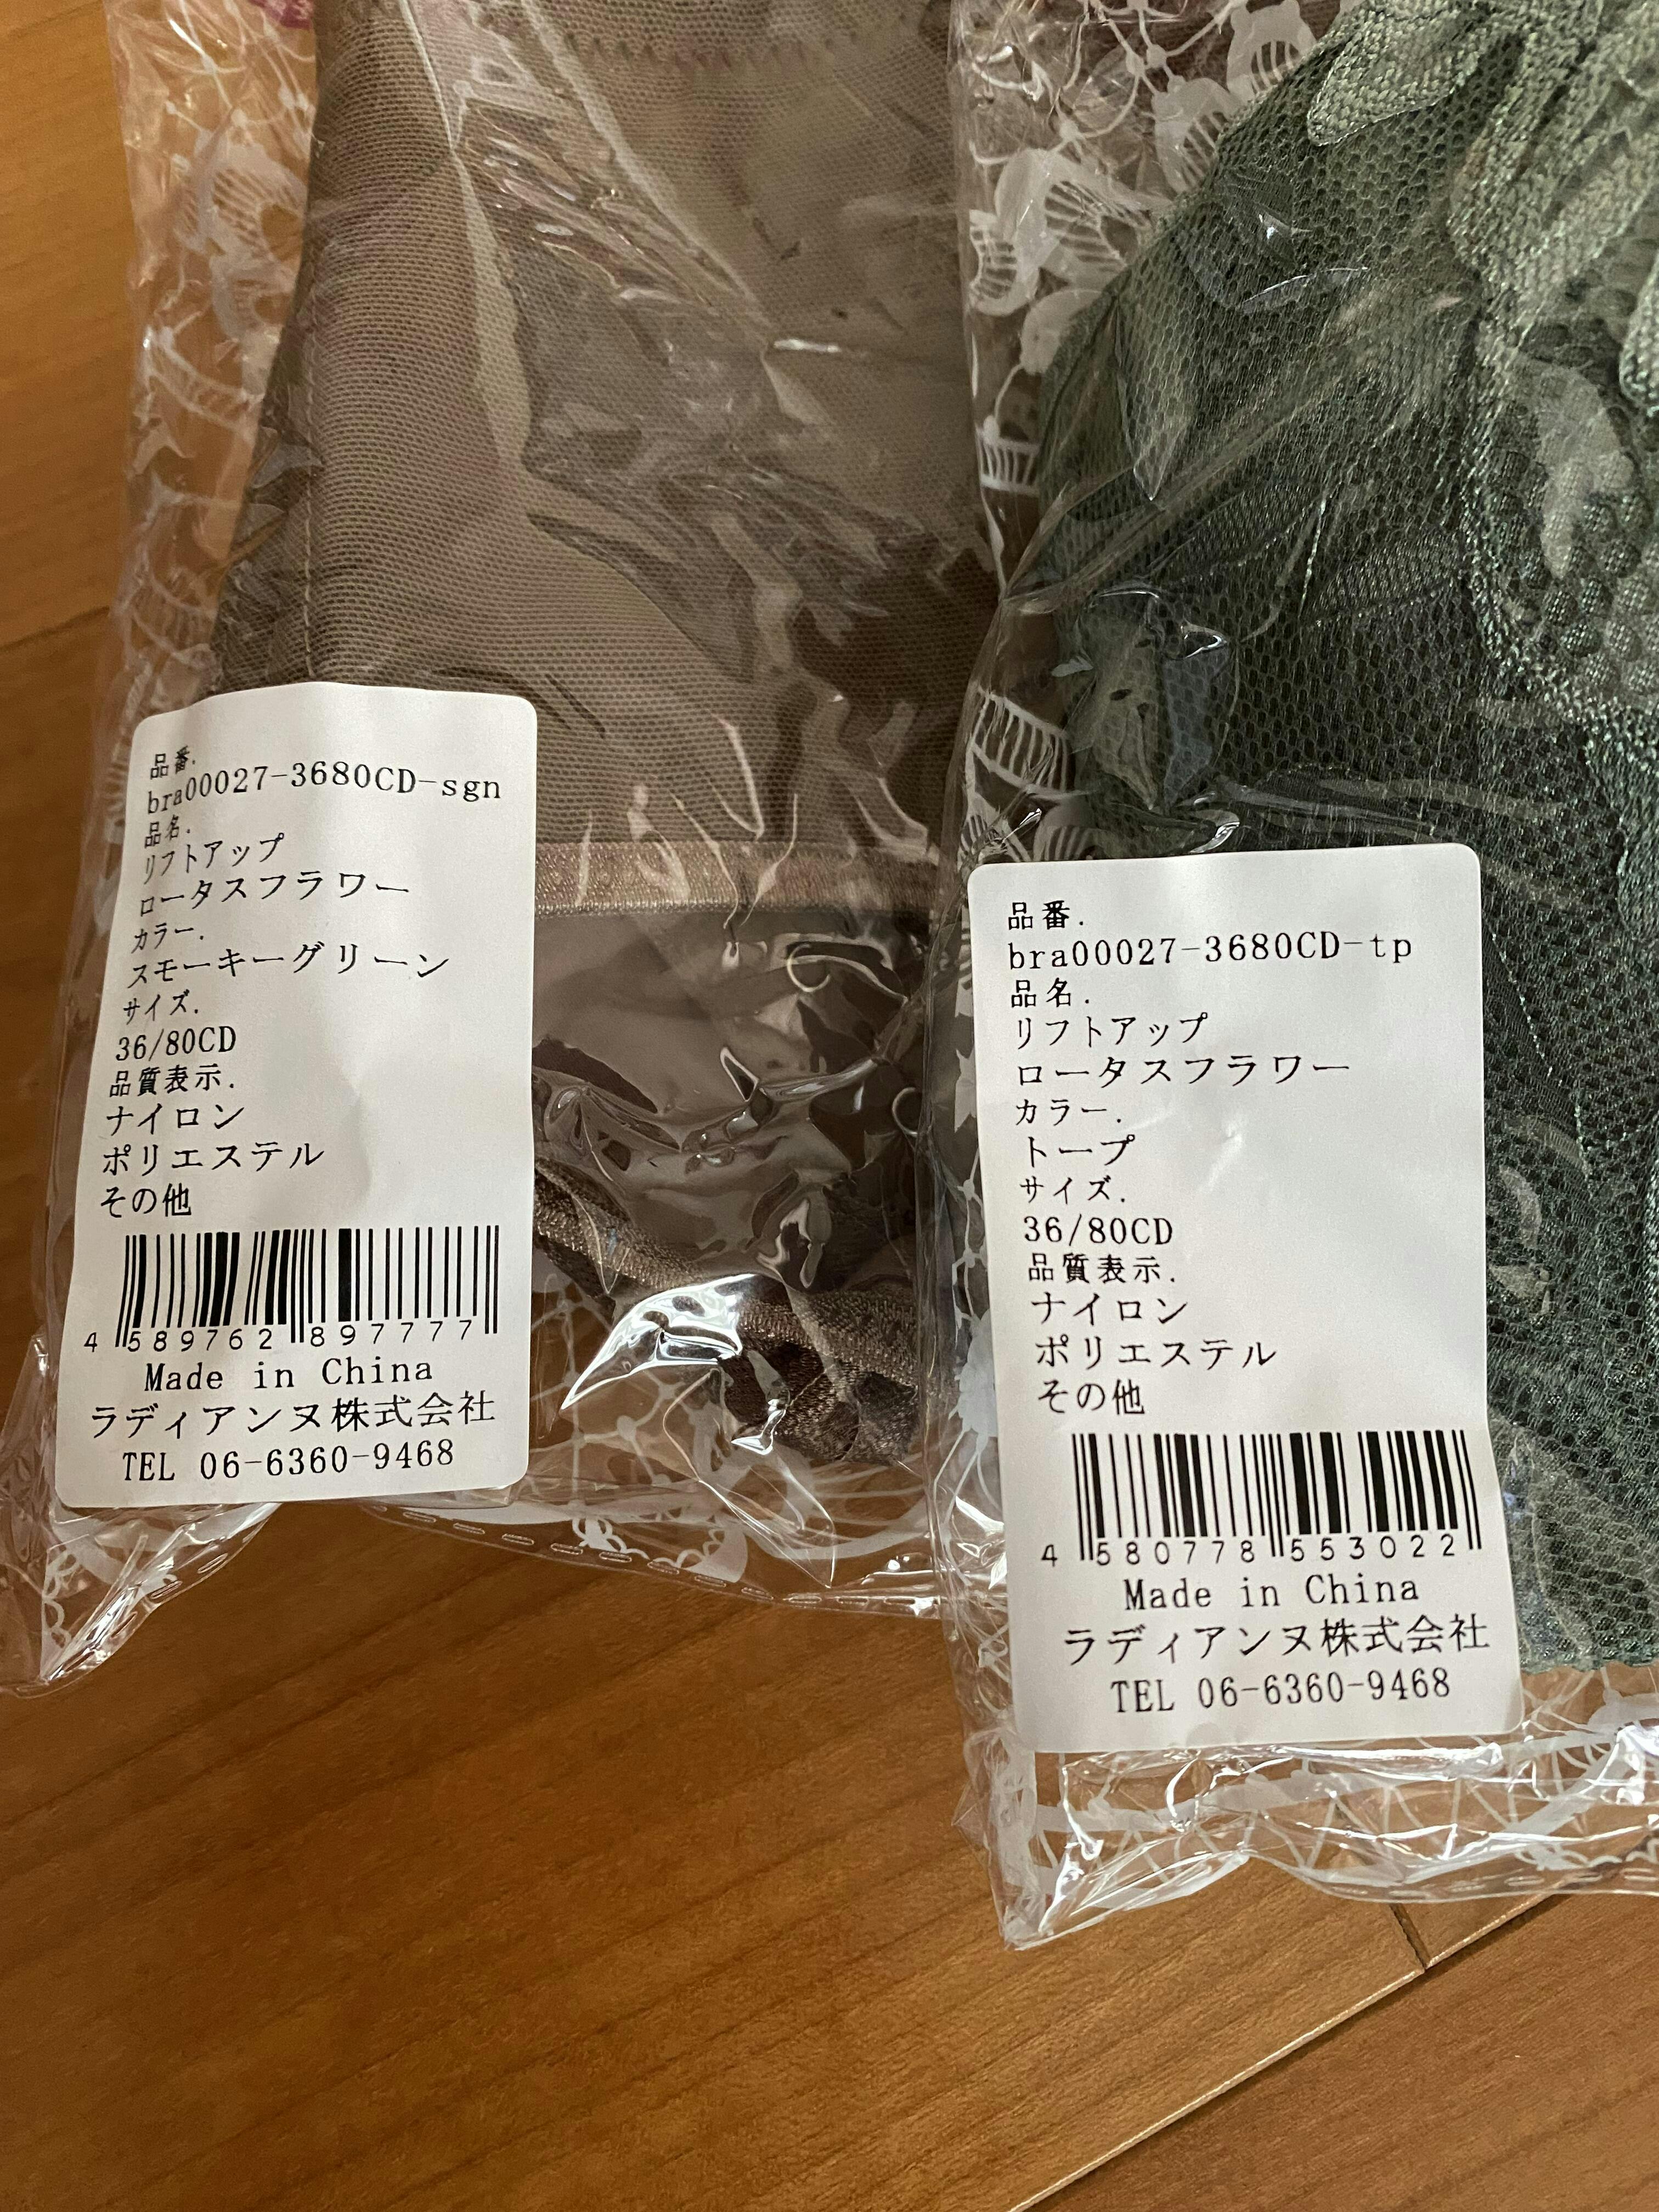 品番.
bra00027-3680CD-sgn
品名.
リフトアップ
ロータスフラワー
カラー.
スモーキーグリーン
サイズ.
36/80CD
品質表示.
ナイロン
ポリエステル
その他
4 589762 897777
Made in China
ラディアンヌ株式会社
TEL 06-6360-9468
品番.
bra00027-3680CD-tp
品名.
リフトアップ
ロータスフラワー
カラー.
トープ
サイズ.
36/80CD
品質表示.
ナイロン
ポリエステル
その他
4 580778 553022
Made in China
ラディアンヌ株式会社
TEL 06-6360-9468